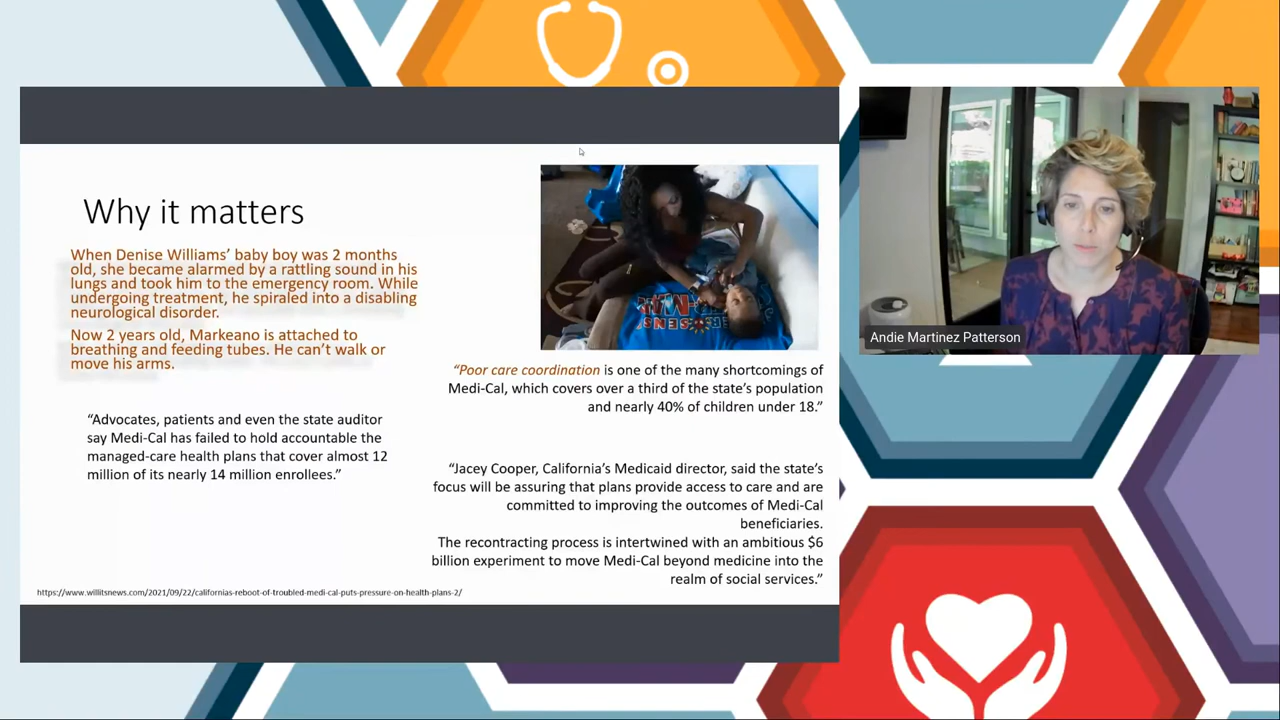 Why it matters
When Denise Williams’ baby boy was 2 months
old, she became alarmed by a rattling sound in his
lungs and took him to the emergency room. While
undergoing treatment, he spiraled into a disabling
neurological disorder.
Now 2 years old, Markeano is attached to
breathing and feeding tubes. He can’t walk or
move his arms.
“Advocates, patients and even the state auditor
say Medi-Cal has failed to hold accountable the
managed-care health plans that cover almost 12
million of its nearly 14 million enrollees.”
“Poor care coordination is one of the many shortcomings of
Medi-Cal, which covers over a third of the state’s population
and nearly 40% of children under 18.”
“Jacey Cooper, California’s Medicaid director, said the state’s
focus will be assuring that plans provide access to care and are
committed to improving the outcomes of Medi-Cal
beneficiaries.
The recontracting process is intertwined with an ambitious $6
billion experiment to move Medi-Cal beyond medicine into the
realm of social services.”
https://www.willitsnews.com/2021/09/22/californias-reboot-of-troubled-medi-cal-puts-pressure-on-health-plans-2/
Andie Martinez Patterson